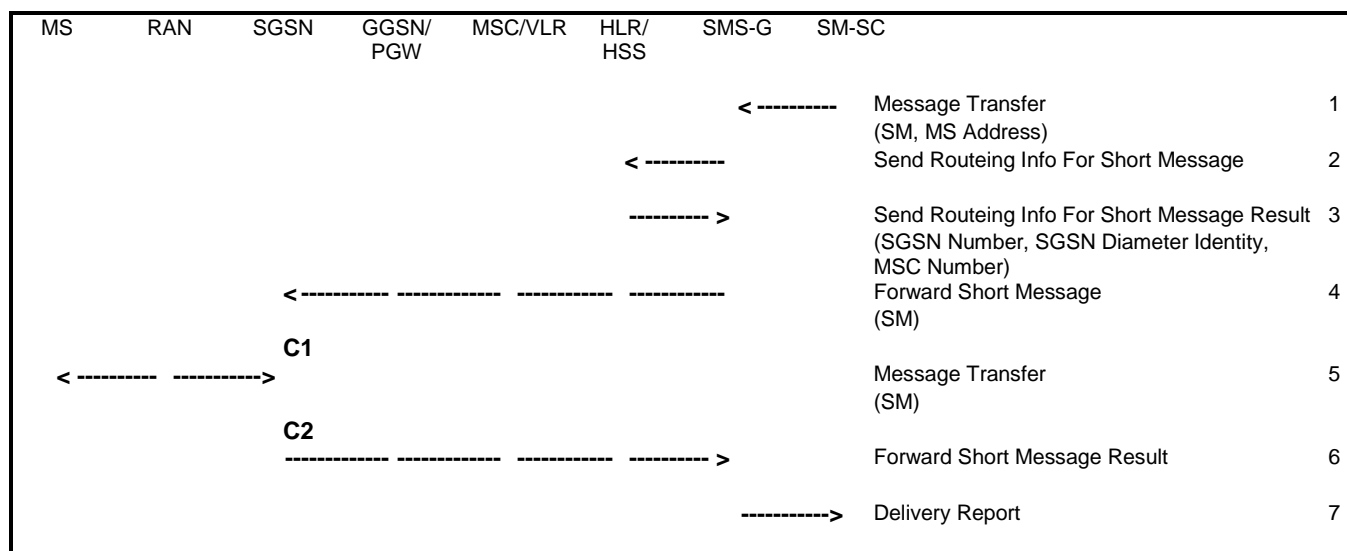 MS RAN SGSN GGSN/ MSC/VLR HLR/ SMS-G SM-SC
PGW HSS
Message Transfer 1
(SM, MS Address)
Send Routeing Info For Short Message 2
Send Routeing Info For Short Message Result 3
(SGSN Number, SGSN Diameter Identity,
MSC Number)
Forward Short Message 4
(SM)
C1
Message Transfer 5
(SM)
C2
Forward Short Message Result 6
Delivery Report 7